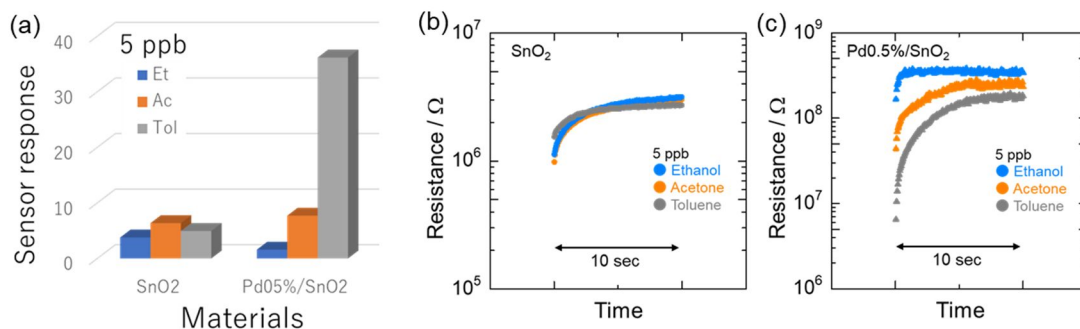 (a)
5 ppb
Et
Ac
Tol
Sensor response
40
30
20
10
0
SnO2
Pd05%/SnO2
Materials
(b)
SnO₂
Resistance / Ω
10⁷
10⁶
10⁵
5 ppb
Ethanol
Acetone
Toluene
10 sec
Time
(c)
Pd0.5%/SnO₂
Resistance / Ω
10⁹
10⁸
10⁷
10⁶
5 ppb
Ethanol
Acetone
Toluene
10 sec
Time